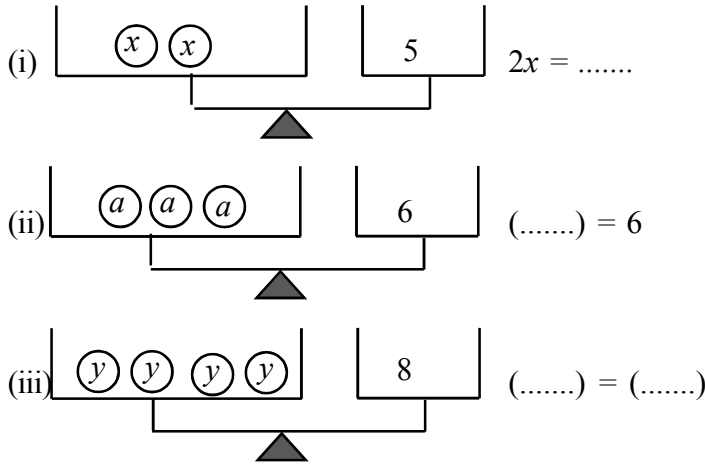 (i) x x 5 2x = .......
(ii) a a a 6 (.......) = 6
(iii) y y y y 8 (.......) = (.......)